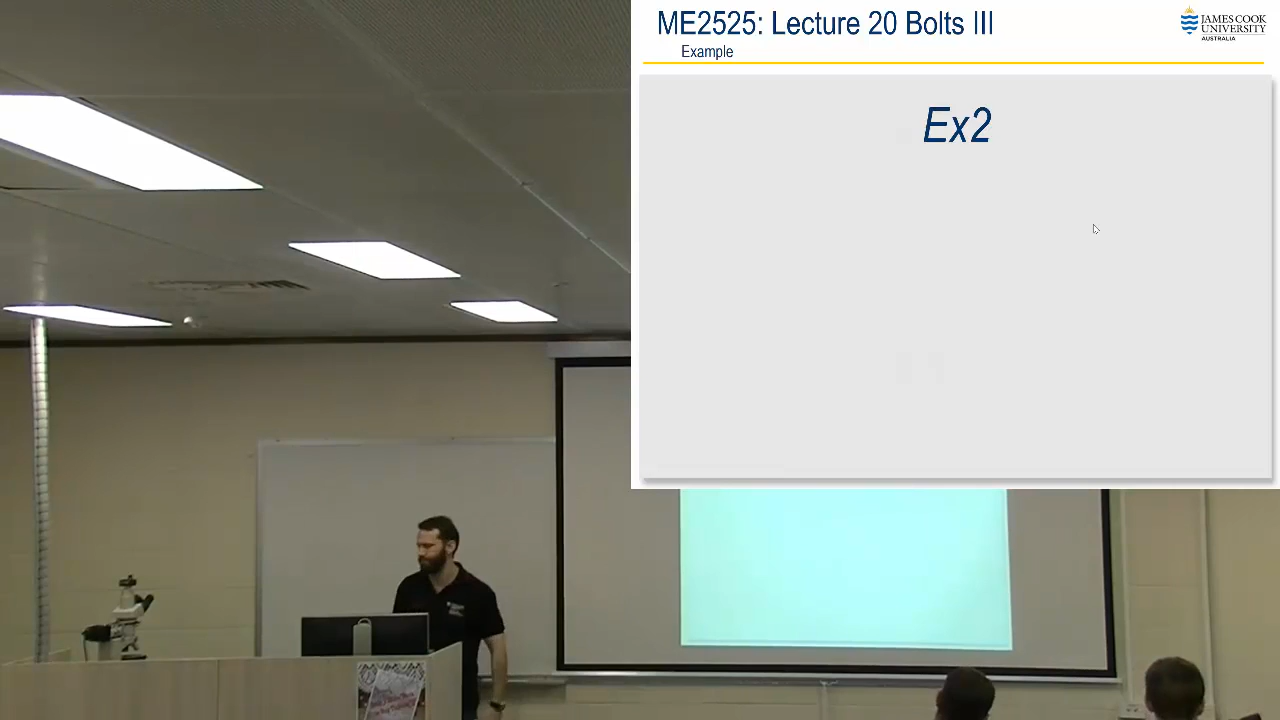 ME2525: Lecture 20 Bolts III
Example
JAMES COOK
UNIVERSITY
AUSTRALIA
Ex2